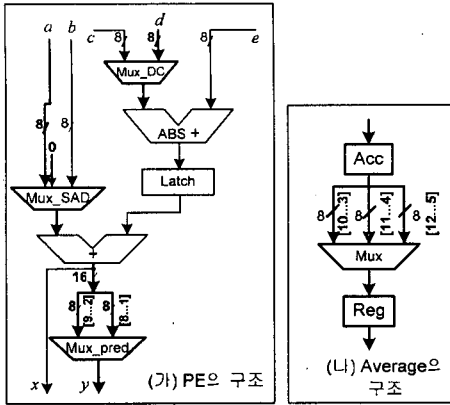 a b c d e
8 8 8
Mux_DC
8 0 8
ABS +
Latch
Mux_SAD
+
16
8 [9...2] 8 [8...1]
Mux_pred
x y
(가) PE의 구조
Acc
8 [10...3] 8 [11...4] 8 [12...5]
Mux
Reg
(나) Average의
구조